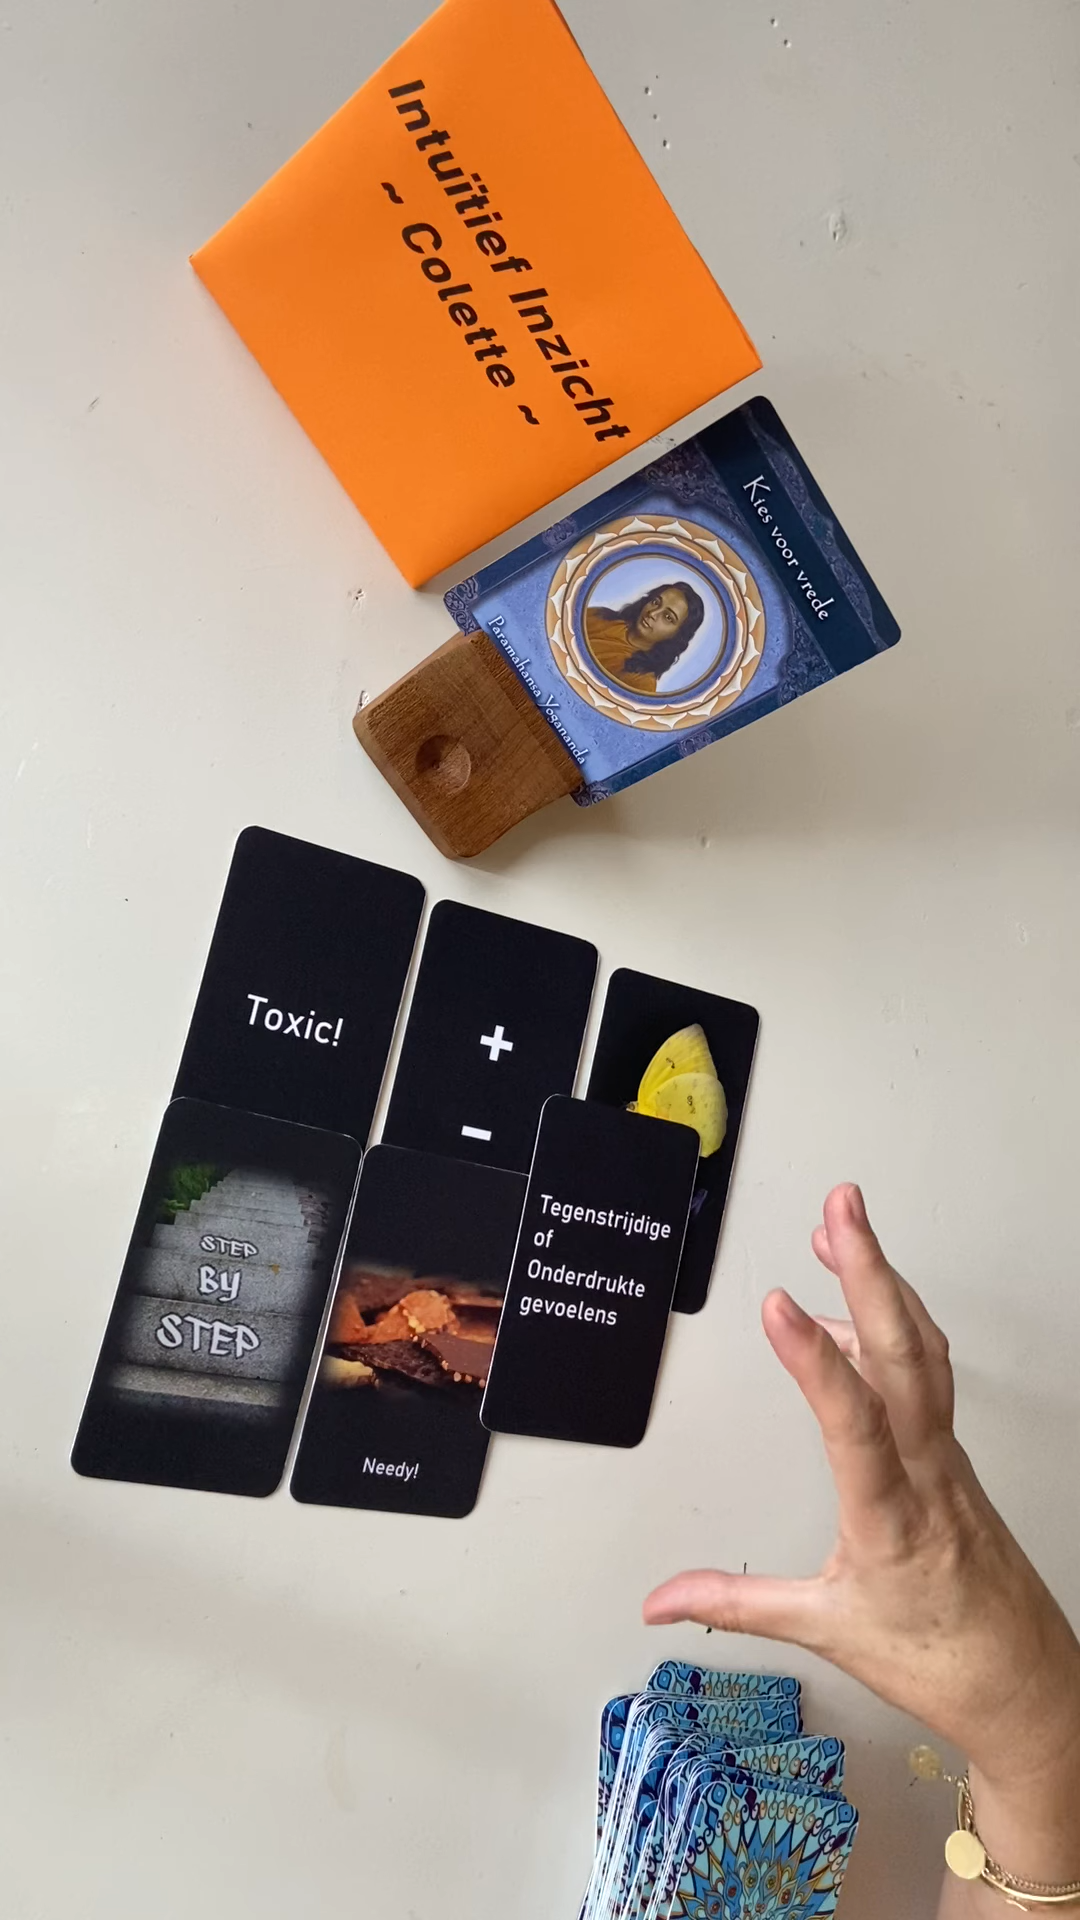 Intuïtief Inzicht
~ Colette ~
Kies voor vrede
Paramahansa Yogananda
Toxic!
+
-
STEP
BY
STEP
Needy!
Tegenstrijdige
of
Onderdrukte
gevoelens